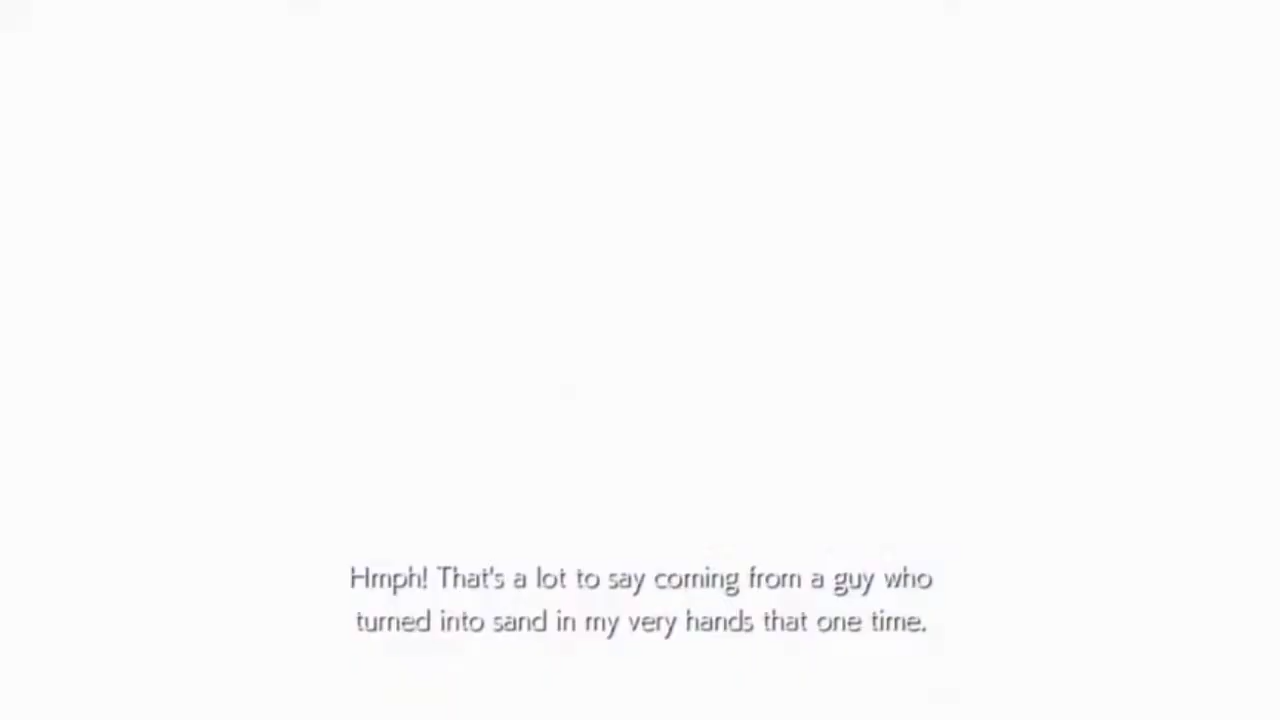 Hmph! That's a lot to say coming from a guy who
turned into sand in my very hands that one time.